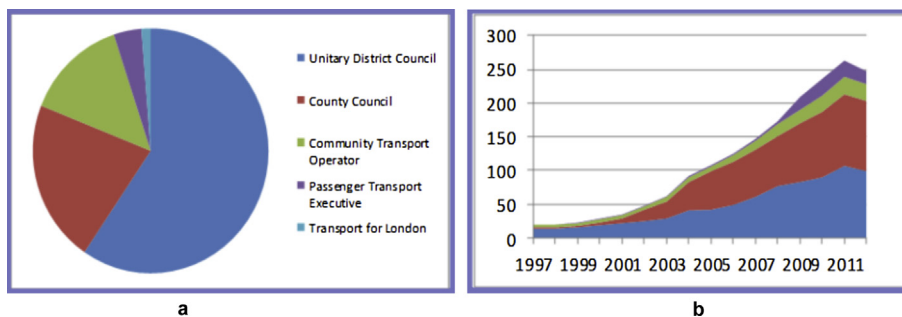 Unitary District Council
County Council
Community Transport
Operator
Passenger Transport
Executive
Transport for London
a
300
250
200
150
100
50
0
1997 1999 2001 2003 2005 2007 2009 2011
b